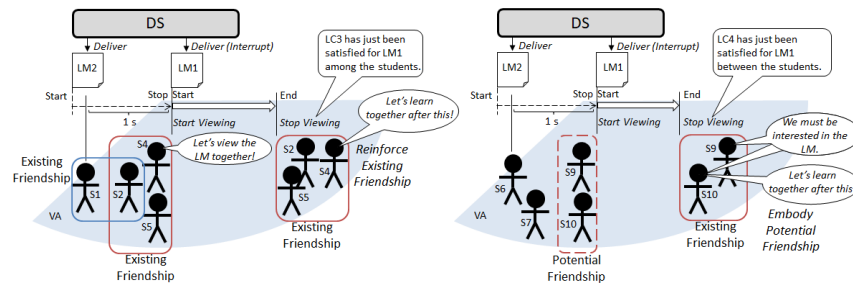 DS
Deliver
Deliver (Interrupt)
LM2
LM1
Start
Stop
Start
End
1 s
Start Viewing
Stop Viewing
LC3 has just been
satisfied for LM1
among the students.
Let's learn
together after this!
Let's view the
LM together!
Existing
Friendship
S1
S2
S4
S5
VA
Existing
Friendship
S2
S4
S5
Reinforce
Existing
Friendship
Existing
Friendship
DS
Deliver
Deliver (Interrupt)
LM2
LM1
Start
Stop
Start
End
1 s
Start Viewing
Stop Viewing
LC4 has just been
satisfied for LM1
between the students.
We must be
interested in the
LM.
Let's learn
together after this
S6
S7
S9
S10
VA
Potential
Friendship
S9
S10
Existing
Friendship
Embody
Potential
Friendship